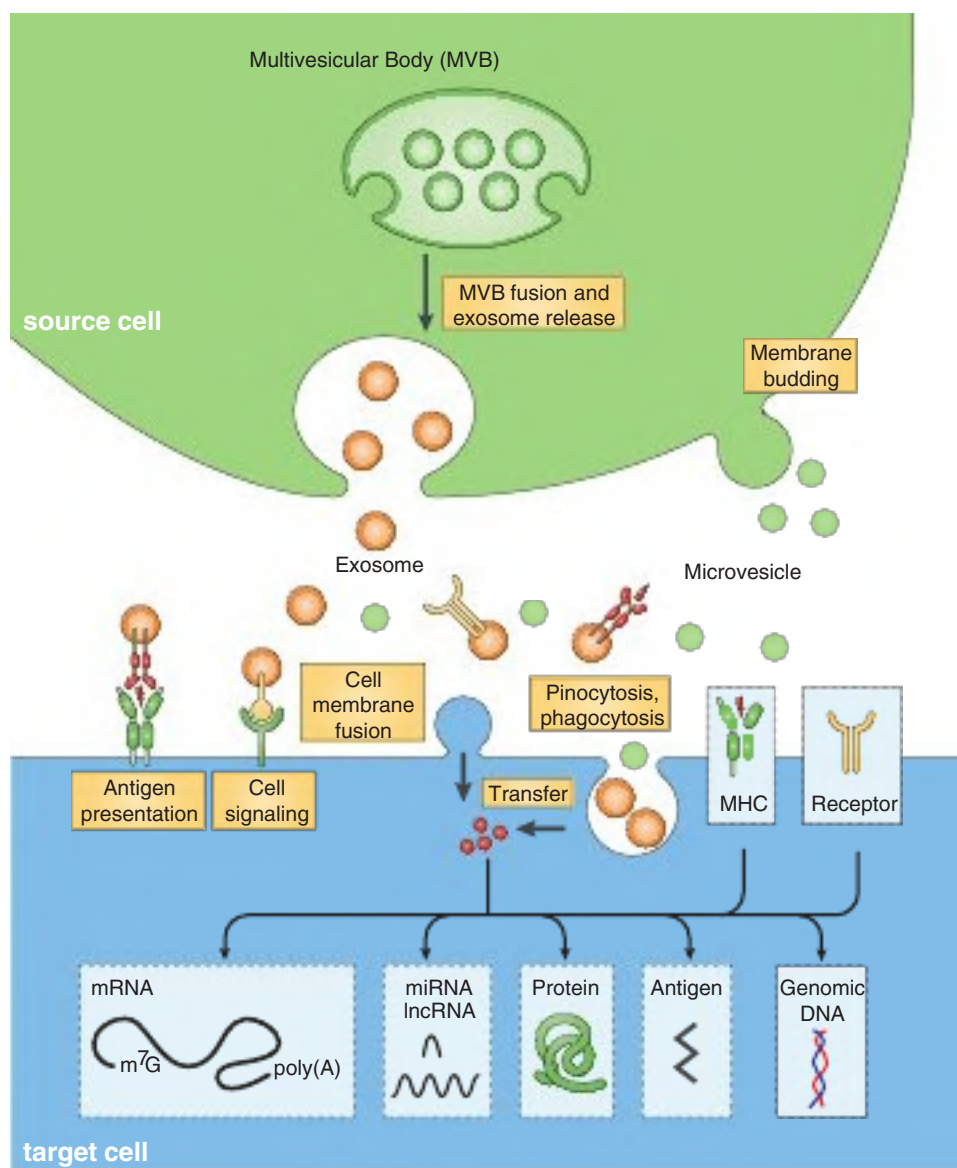 Multivesicular Body (MVB)
MVB fusion and
exosome release
source cell
Membrane
budding
Exosome
Microvesicle
Cell
membrane
fusion
Pinocytosis,
phagocytosis
Antigen
presentation
Cell
signaling
Transfer
MHC
Receptor
mRNA
m⁷G
poly(A)
miRNA
lncRNA
Protein
Antigen
Genomic
DNA
target cell